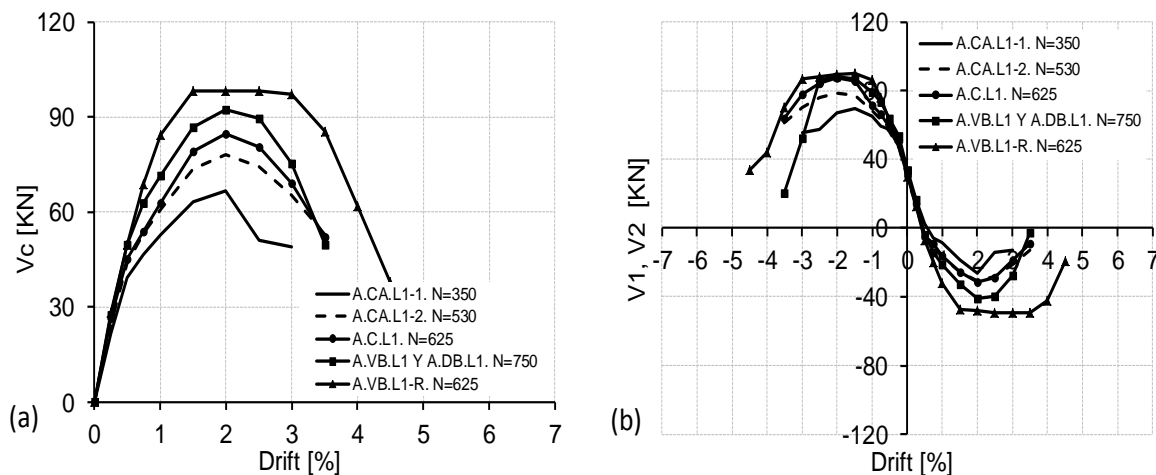 120
90
60
30
0
Vc [KN]
0 1 2 3 4 5 6 7
Drift [%]
A.CA.L1-1. N=350
A.CA.L1-2. N=530
A.C.L1. N=625
A.VB.L1 Y A.DB.L1. N=750
A.VB.L1-R. N=625
(a)
120
80
40
0
-40
-80
-120
V1, V2 [KN]
-7 -6 -5 -4 -3 -2 -1 0 1 2 3 4 5 6 7
Drift [%]
A.CA.L1-1. N=350
A.CA.L1-2. N=530
A.C.L1. N=625
A.VB.L1 Y A.DB.L1. N=750
A.VB.L1-R. N=625
(b)